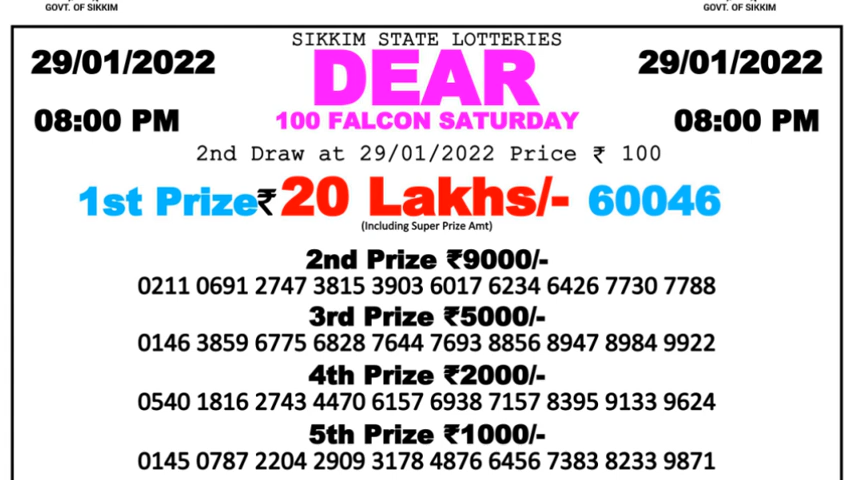 GOVT. OF SIKKIM GOVT. OF SIKKIM
SIKKIM STATE LOTTERIES
29/01/2022 DEAR 29/01/2022
08:00 PM 100 FALCON SATURDAY 08:00 PM
2nd Draw at 29/01/2022 Price ₹ 100
1st Prize₹20 Lakhs/- 60046
(Including Super Prize Amt)
2nd Prize ₹9000/-
0211 0691 2747 3815 3903 6017 6234 6426 7730 7788
3rd Prize ₹5000/-
0146 3859 6775 6828 7644 7693 8856 8947 8984 9922
4th Prize ₹2000/-
0540 1816 2743 4470 6157 6938 7157 8395 9133 9624
5th Prize ₹1000/-
0145 0787 2204 2909 3178 4876 6456 7383 8233 9871